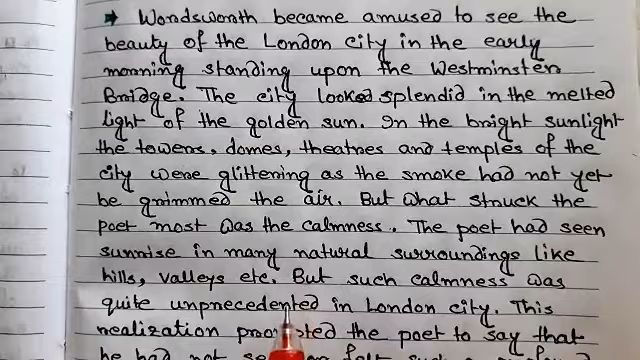 → Wordsworth became amused to see the
beauty of the London city in the early
morning standing upon the Westminster
Bridge. The city looked splendid in the melted
light of the golden sun. In the bright sunlight
the towers, domes, theatres and temples of the
city were glittering as the smoke had not yet
be grimmed the air. But what struck the
poet most was the calmness. The poet had seen
sunrise in many natural surroundings like
hills, valleys etc. But such calmness was
quite unprecedented in London city. This
realization the poet to say that
he had not